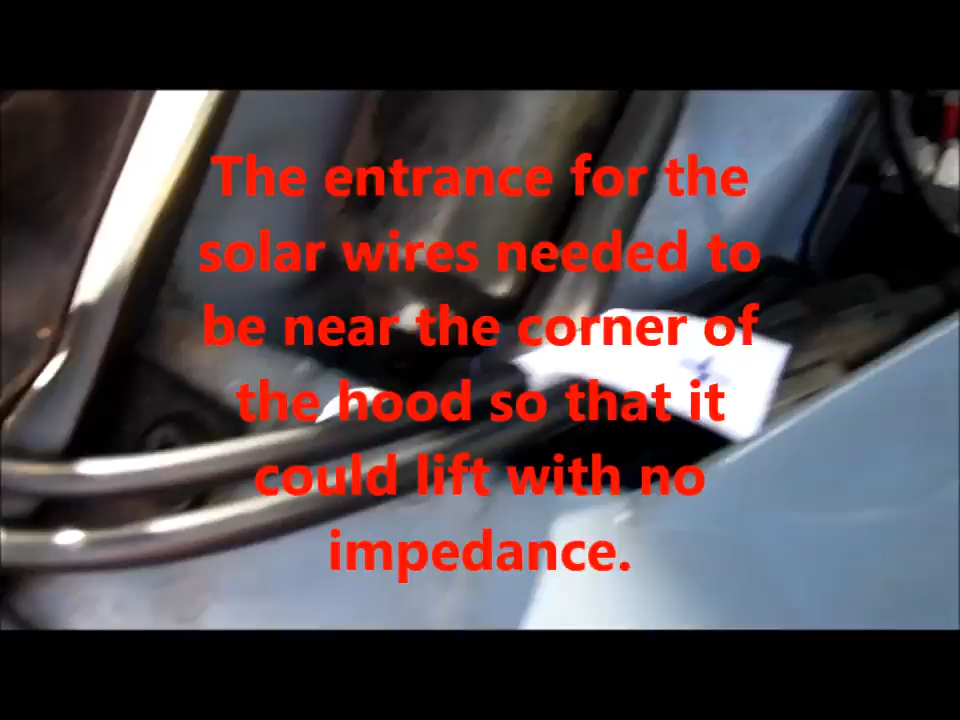 The entrance for the
solar wires needed to
be near the corner of
the hood so that it
could lift with no
impedance.